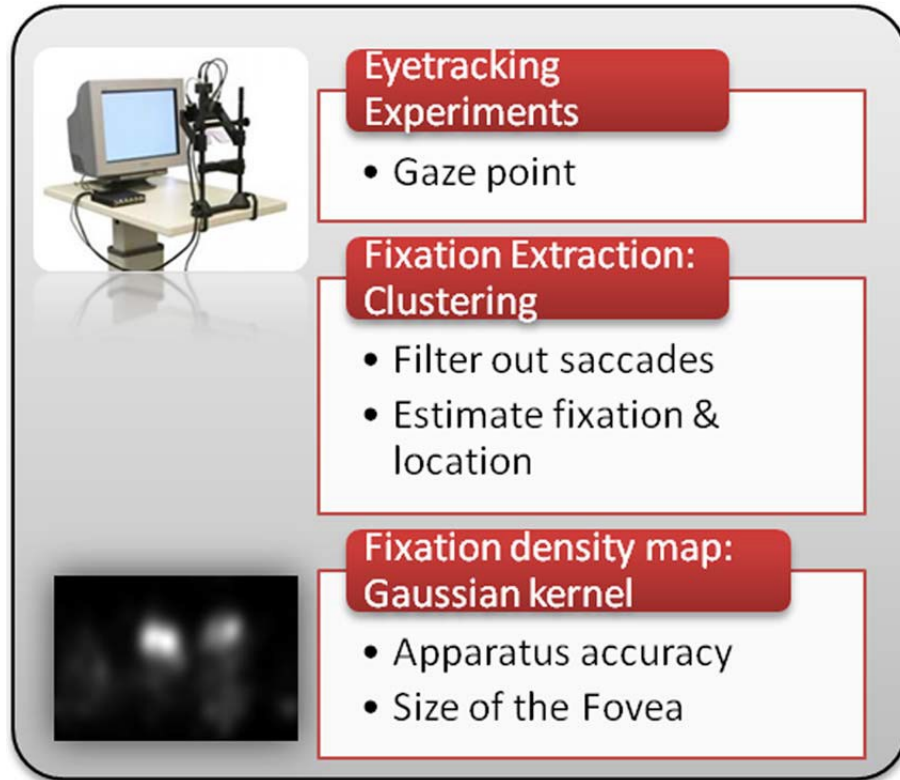 Eyetracking
Experiments
• Gaze point
Fixation Extraction:
Clustering
• Filter out saccades
• Estimate fixation &
location
Fixation density map:
Gaussian kernel
• Apparatus accuracy
• Size of the Fovea